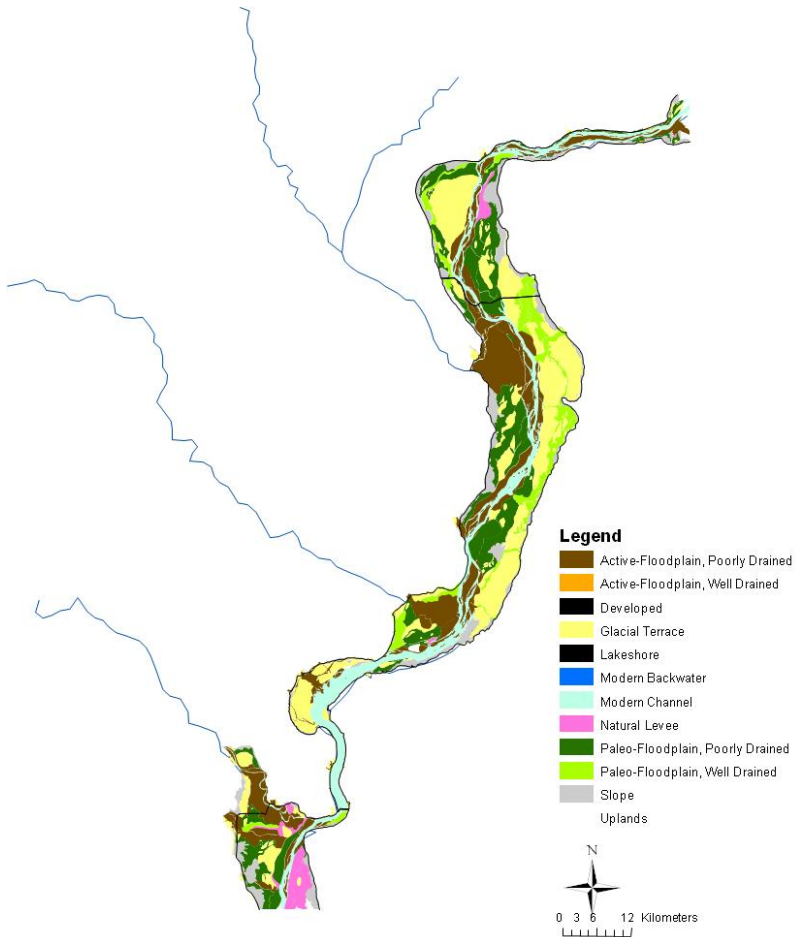 Legend
Active-Floodplain, Poorly Drained
Active-Floodplain, Well Drained
Developed
Glacial Terrace
Lakeshore
Modern Backwater
Modern Channel
Natural Levee
Paleo-Floodplain, Poorly Drained
Paleo-Floodplain, Well Drained
Slope
Uplands
N
0 3 6 12 Kilometers